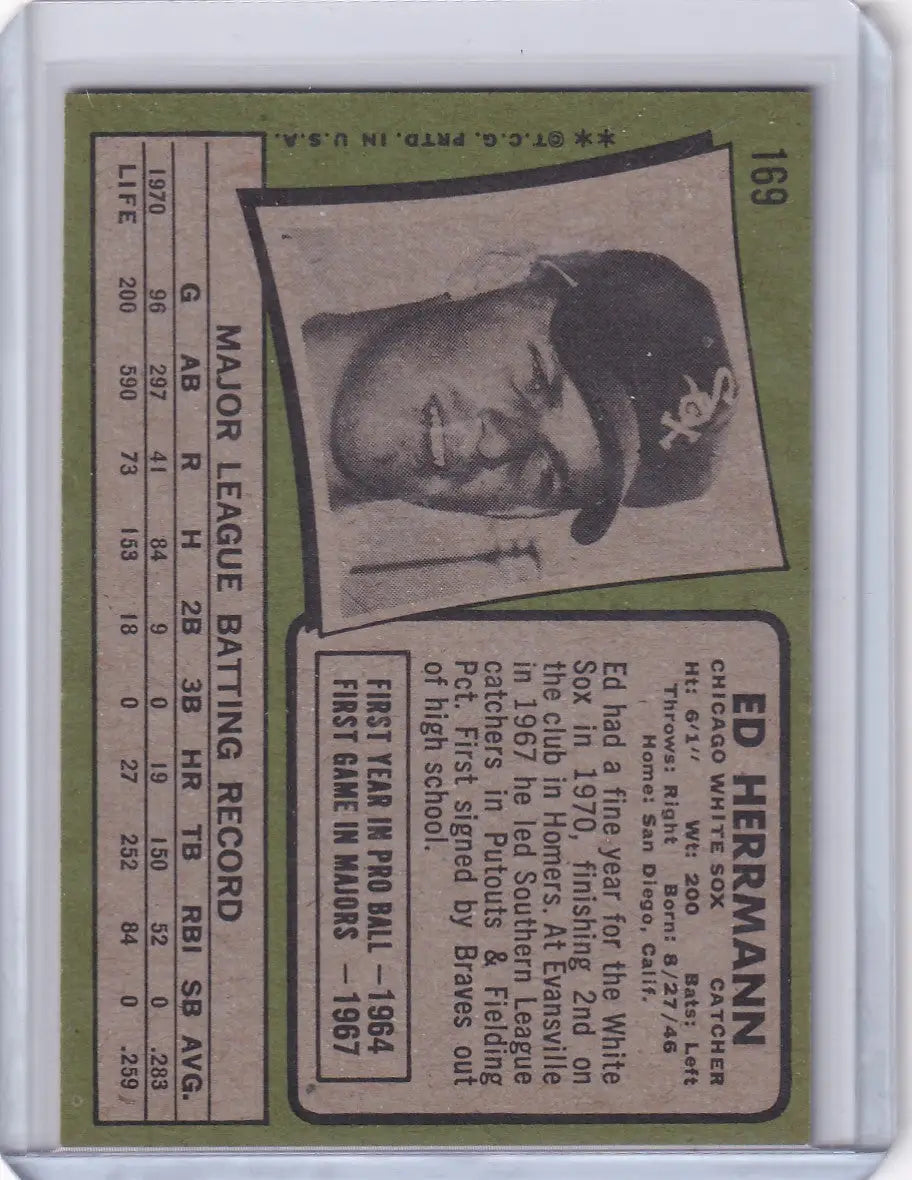 169
** ©T.C.G. PRTD. IN U.S.A.
Sox
ED HERRMANN
CHICAGO WHITE SOX CATCHER
Ht: 6/1" Wt: 200 Bats: Left
Throws: Right Born: 8/27/46
Home: San Diego, Calif.
Ed had a fine year for the White
Sox in 1970, finishing 2nd on
the club in Homers. At Evansville
in 1967 he led Southern League
catchers in Putouts & Fielding
Pct. First signed by Braves out
of high school.
FIRST YEAR IN PRO BALL —1964
FIRST GAME IN MAJORS —1967
MAJOR LEAGUE BATTING RECORD
G AB R H 2B 3B HR TB RBI SB AVG.
1970 96 297 41 84 9 0 19 150 52 0 .283
LIFE 200 590 73 153 18 0 27 252 84 0 .259